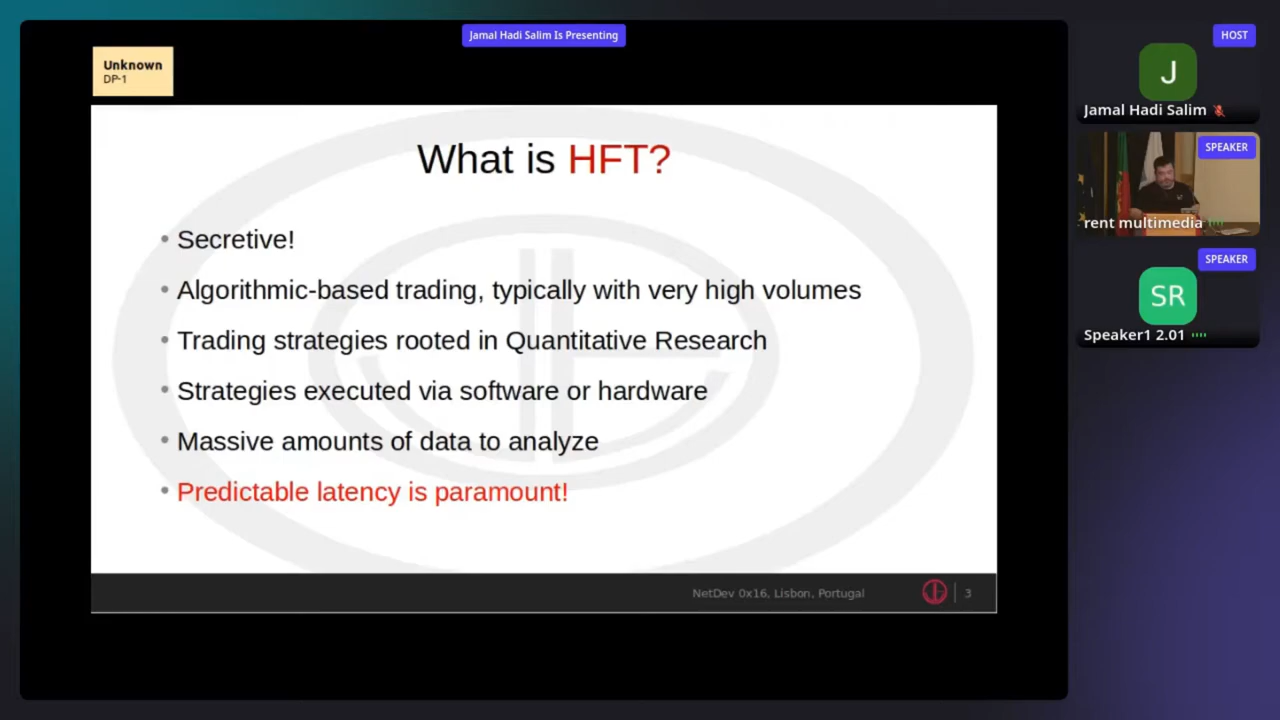 Jamal Hadi Salim Is Presenting
HOST
Unknown
DP-1
J
Jamal Hadi Salim
What is HFT?
SPEAKER
rent multimedia
• Secretive!
SPEAKER
• Algorithmic-based trading, typically with very high volumes
SR
• Trading strategies rooted in Quantitative Research
Speaker1 2.01
• Strategies executed via software or hardware
• Massive amounts of data to analyze
• Predictable latency is paramount!
NetDev 0x16, Lisbon, Portugal
3